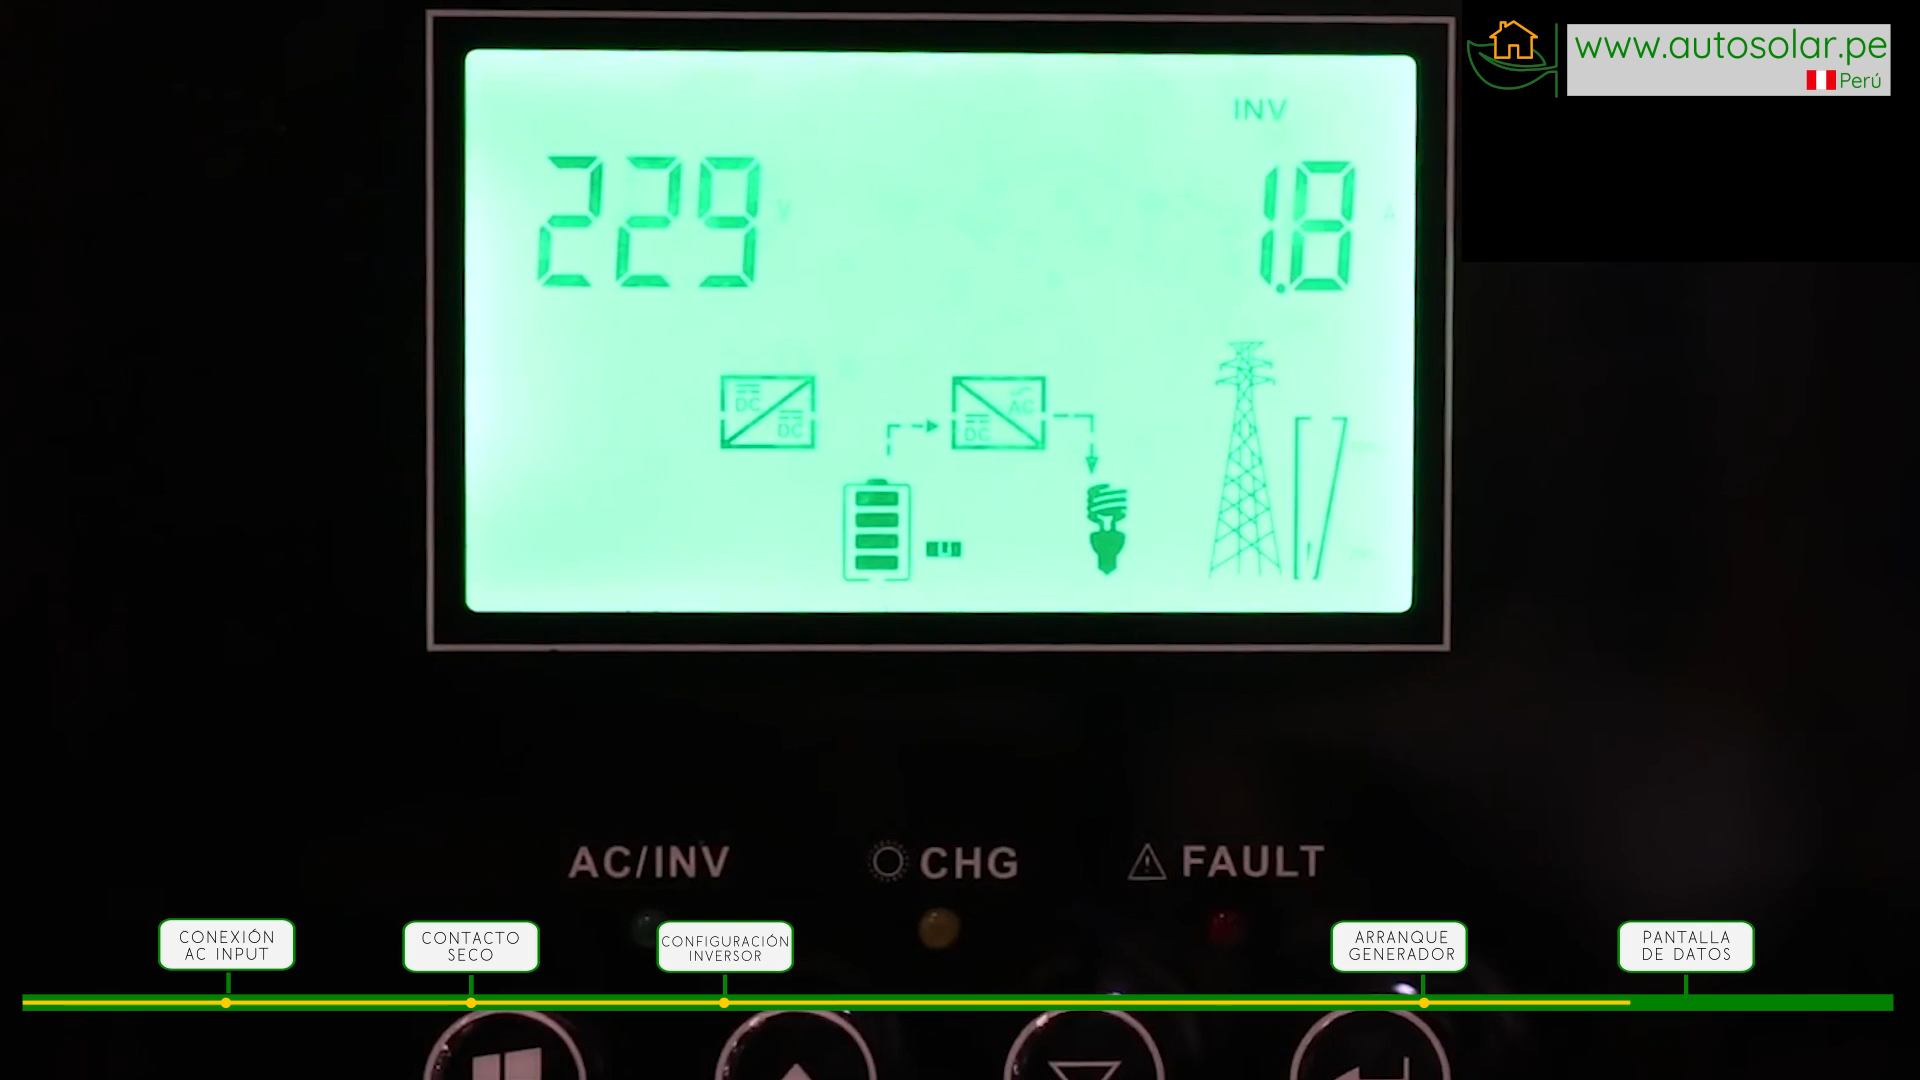 www.autosolar.pe
Perú
INV
229 V
1.8 A
DC
DC
AC
DC
AC/INV
CHG
FAULT
CONEXIÓN
AC INPUT
CONTACTO
SECO
CONFIGURACIÓN
INVERSOR
ARRANQUE
GENERADOR
PANTALLA
DE DATOS